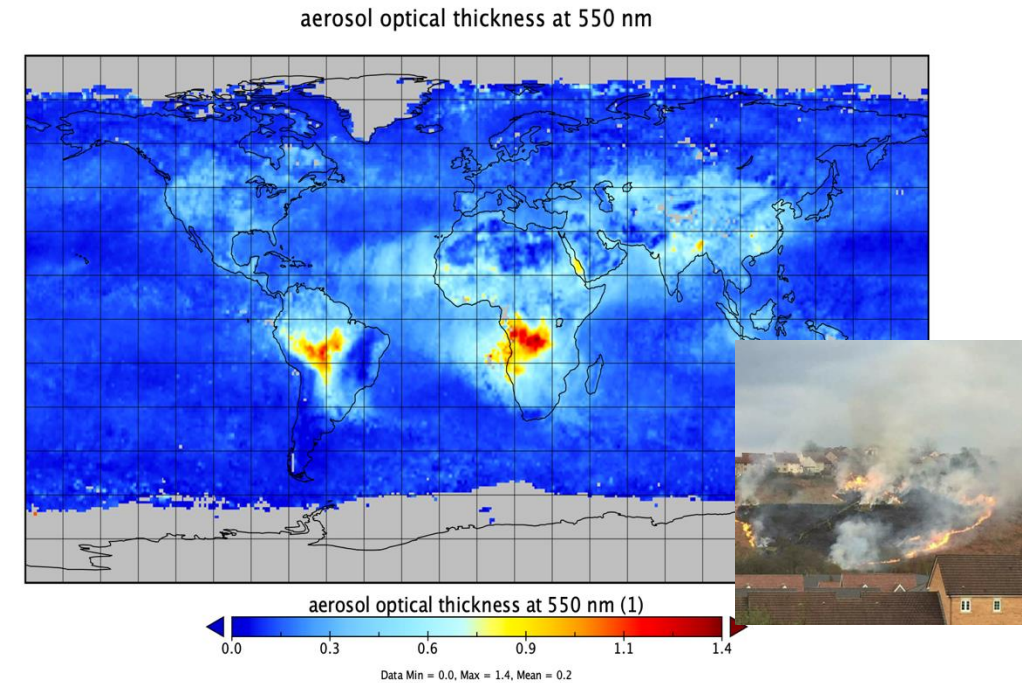 aerosol optical thickness at 550 nm
aerosol optical thickness at 550 nm (1)
0.0 0.3 0.6 0.9 1.1 1.4
Data Min = 0.0, Max = 1.4, Mean = 0.2